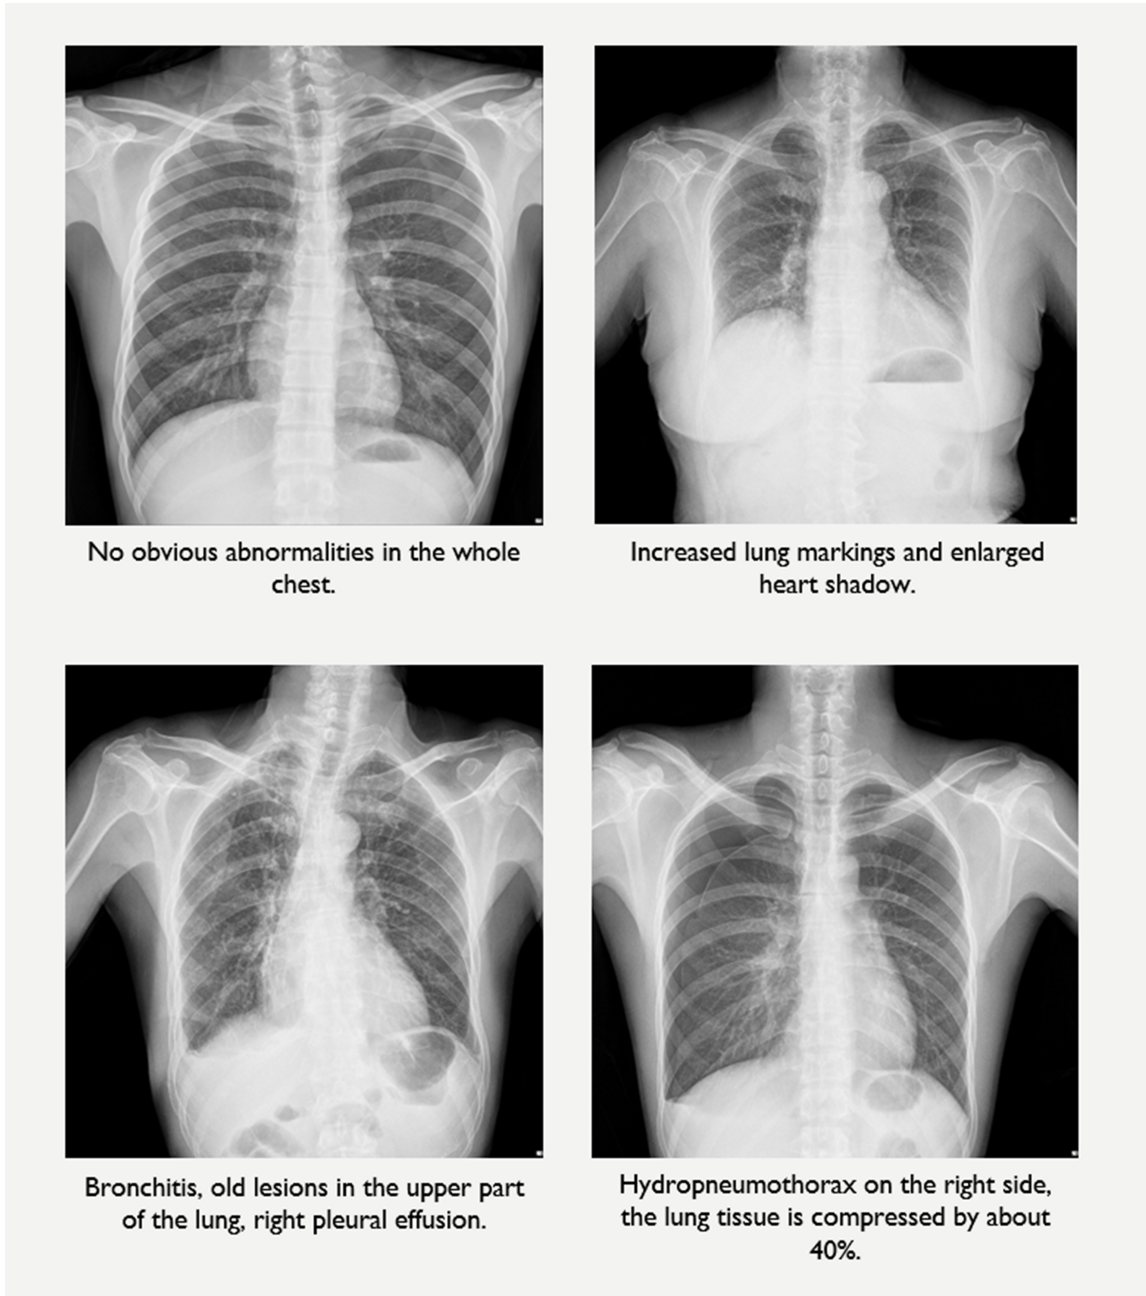 No obvious abnormalities in the whole
chest.
Increased lung markings and enlarged
heart shadow.
Bronchitis, old lesions in the upper part
of the lung, right pleural effusion.
Hydropneumothorax on the right side,
the lung tissue is compressed by about
40%.